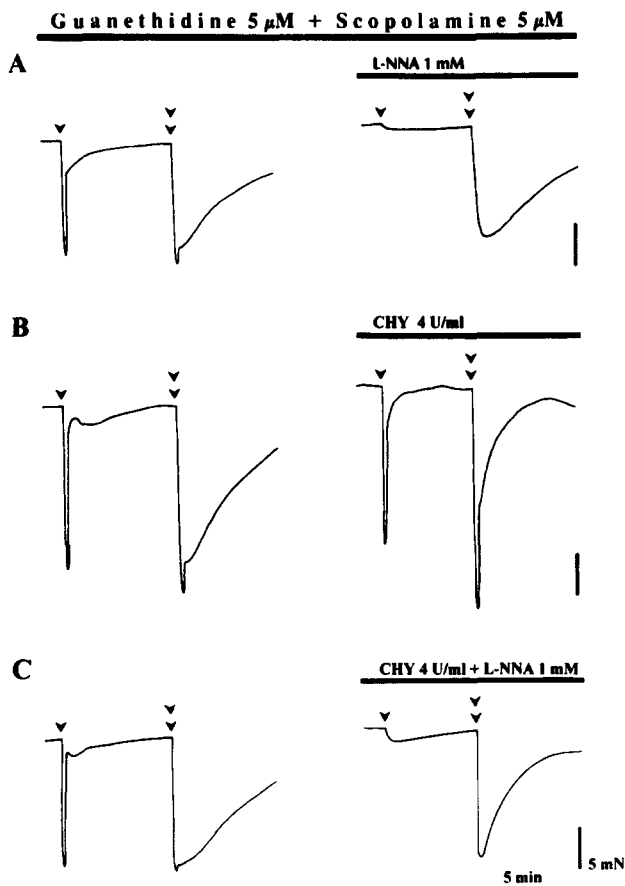 Guanethidine 5 μM + Scopolamine 5 μM
A
L-NNA 1 mM
B
CHY 4 U/ml
C
CHY 4 U/ml + L-NNA 1 mM
5 min
5 mN